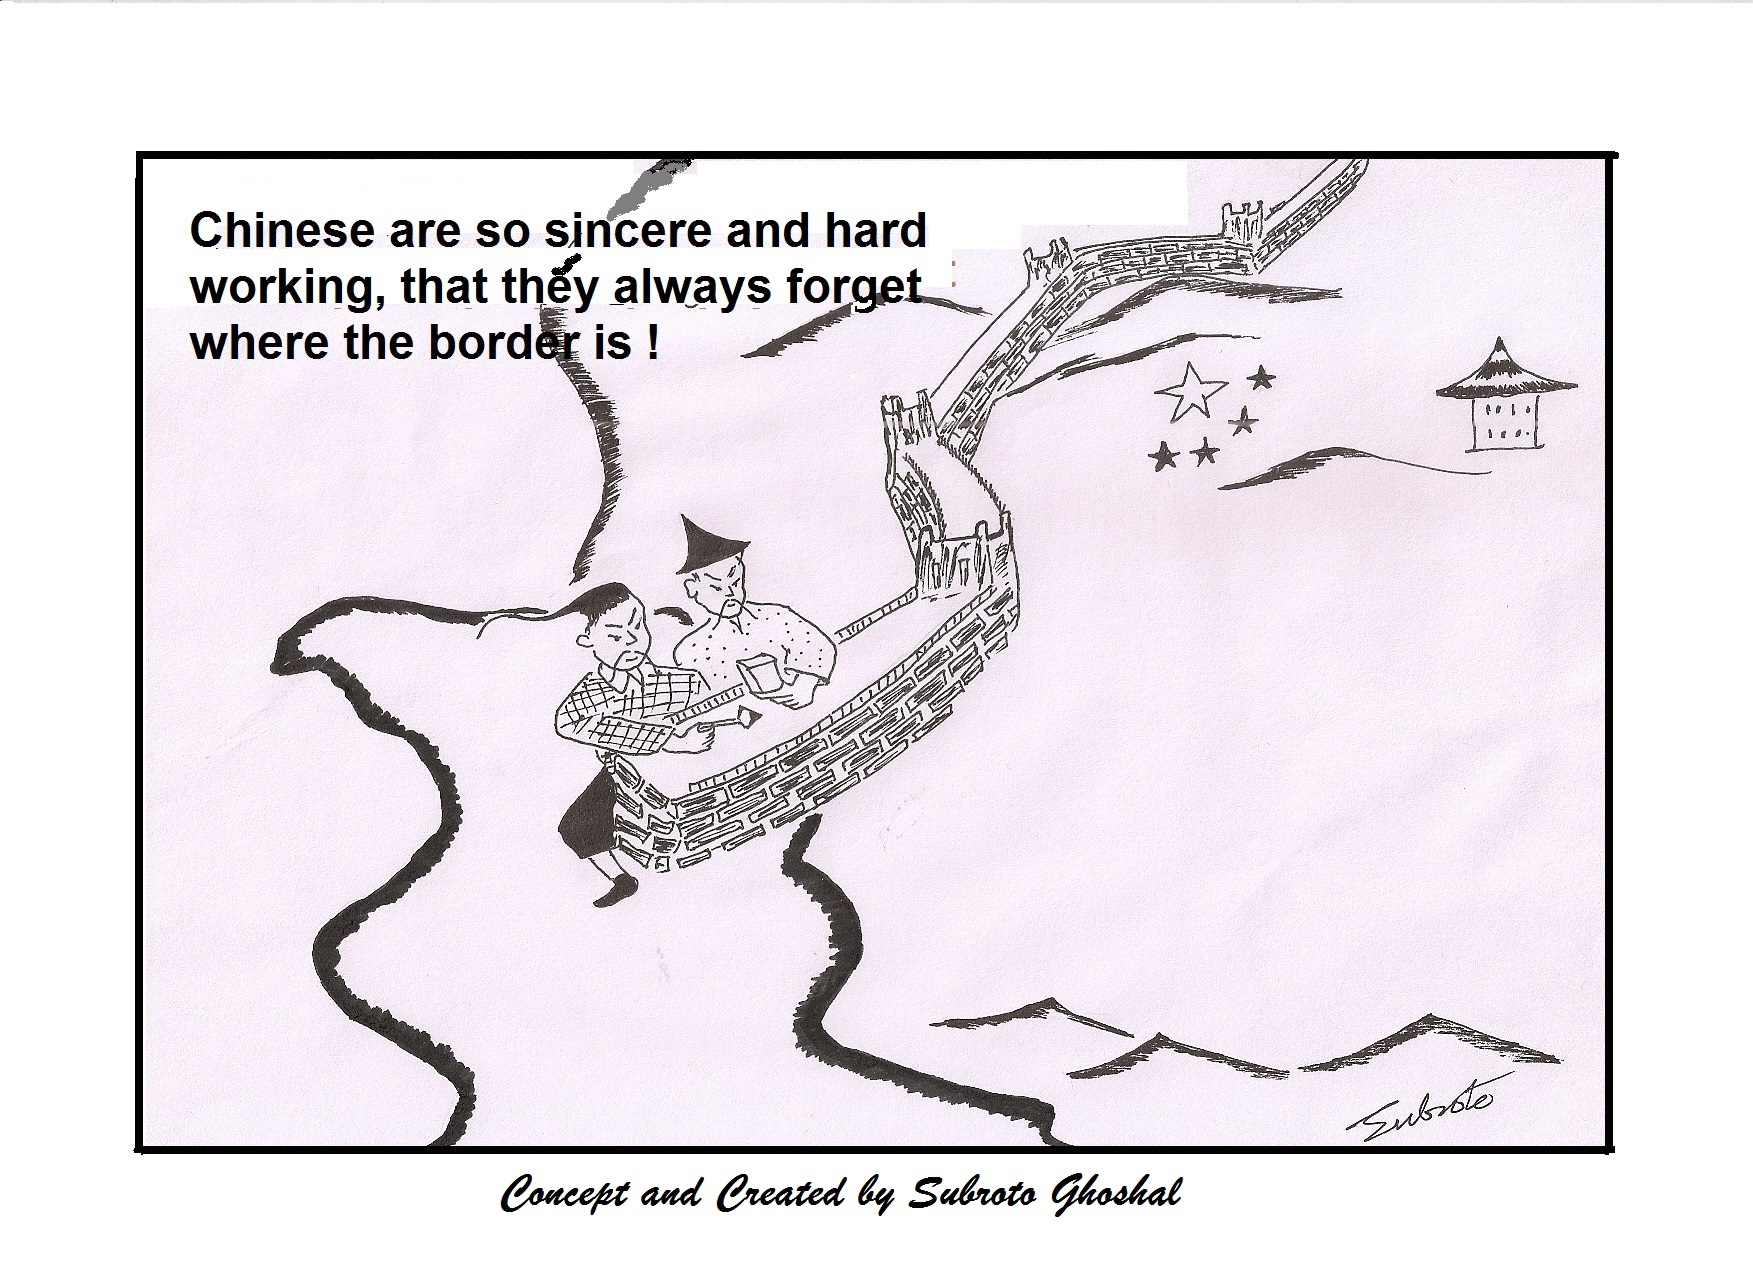 Chinese are so sincere and hard
working, that they always forget
where the border is !
Subroto
Concept and Created by Subroto Ghoshal